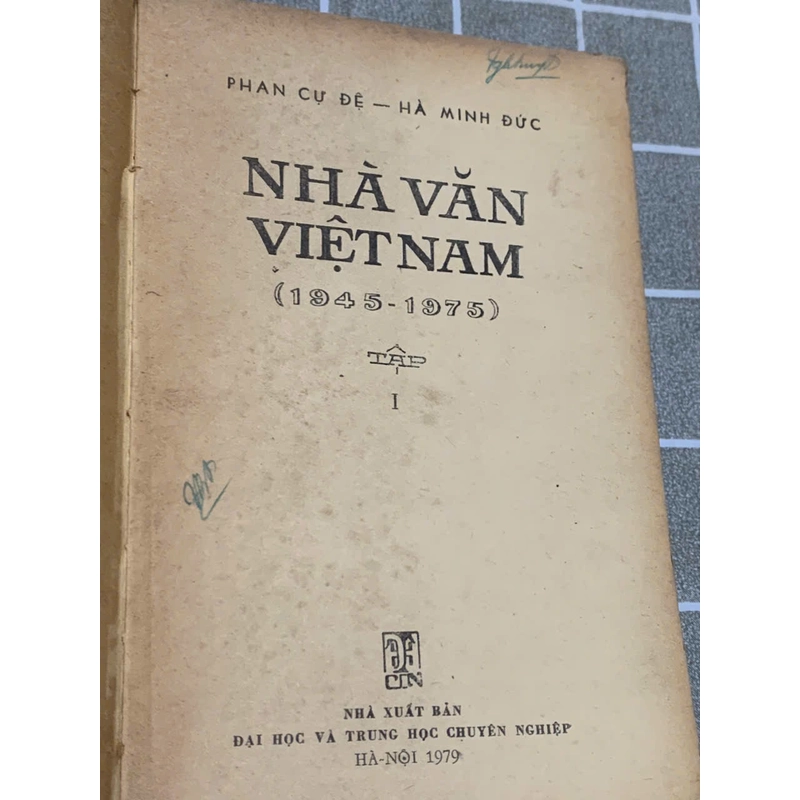 PHAN CỰ ĐỆ — HÀ MINH ĐỨC
NHÀ VĂN
VIỆT NAM
(1945-1975)
TẬP
I
NHÀ XUẤT BẢN
ĐẠI HỌC VÀ TRUNG HỌC CHUYÊN NGHIỆP
HÀ-NỘI 1979